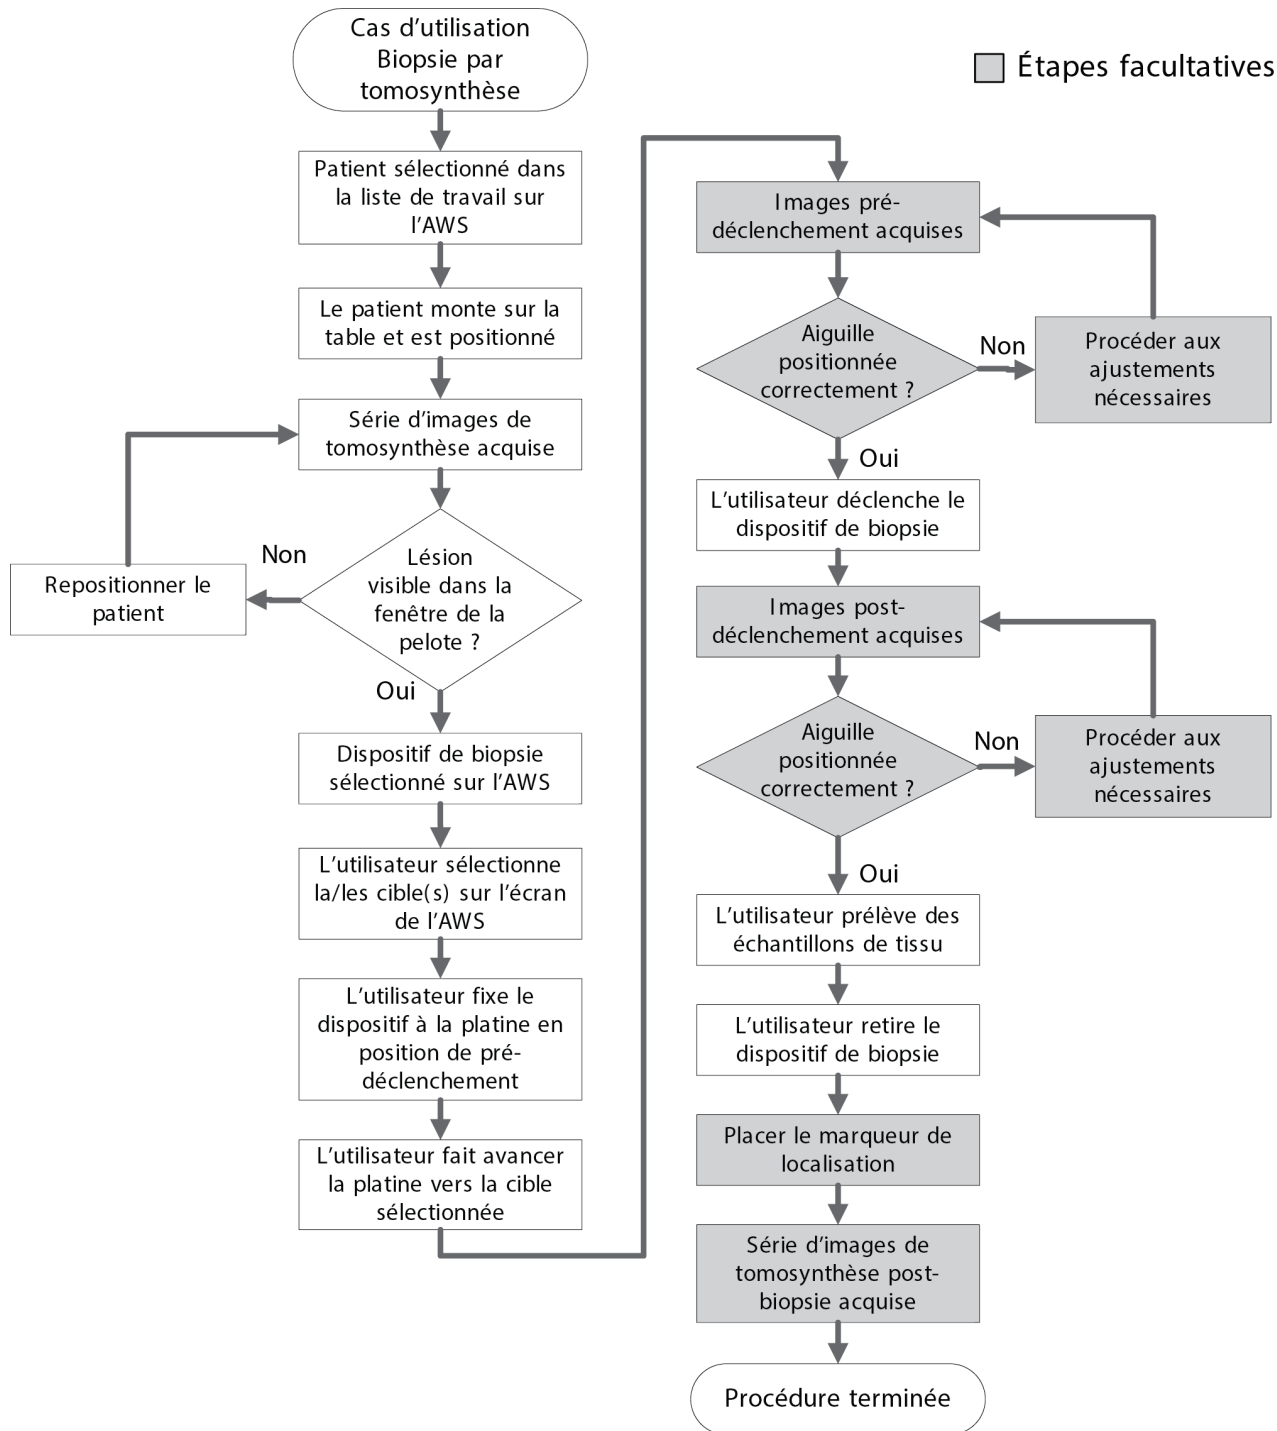 Cas d'utilisation
Biopsie par
tomosynthèse
Étapes facultatives
Patient sélectionné dans
la liste de travail sur
l'AWS
Le patient monte sur la
table et est positionné
Série d'images de
tomosynthèse acquise
Lésion
visible dans la
fenêtre de la
pelote ?
Non
Repositionner le
patient
Oui
Dispositif de biopsie
sélectionné sur l'AWS
L'utilisateur sélectionne
la/les cible(s) sur l'écran
de l'AWS
L'utilisateur fixe le
dispositif à la platine en
position de pré-
déclenchement
L'utilisateur fait avancer
la platine vers la cible
sélectionnée
Images pré-
déclenchement acquises
Aiguille
positionnée
correctement ?
Non
Procéder aux
ajustements
nécessaires
Oui
L'utilisateur déclenche le
dispositif de biopsie
Images post-
déclenchement acquises
Aiguille
positionnée
correctement ?
Non
Procéder aux
ajustements
nécessaires
Oui
L'utilisateur prélève des
échantillons de tissu
L'utilisateur retire le
dispositif de biopsie
Placer le marqueur de
localisation
Série d'images de
tomosynthèse post-
biopsie acquise
Procédure terminée